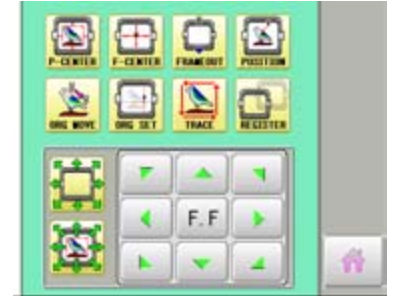 P-CENTER F-CENTER FRAMEOUT POSITION
ORG MOVE ORG SET TRACE REGISTER
F.F